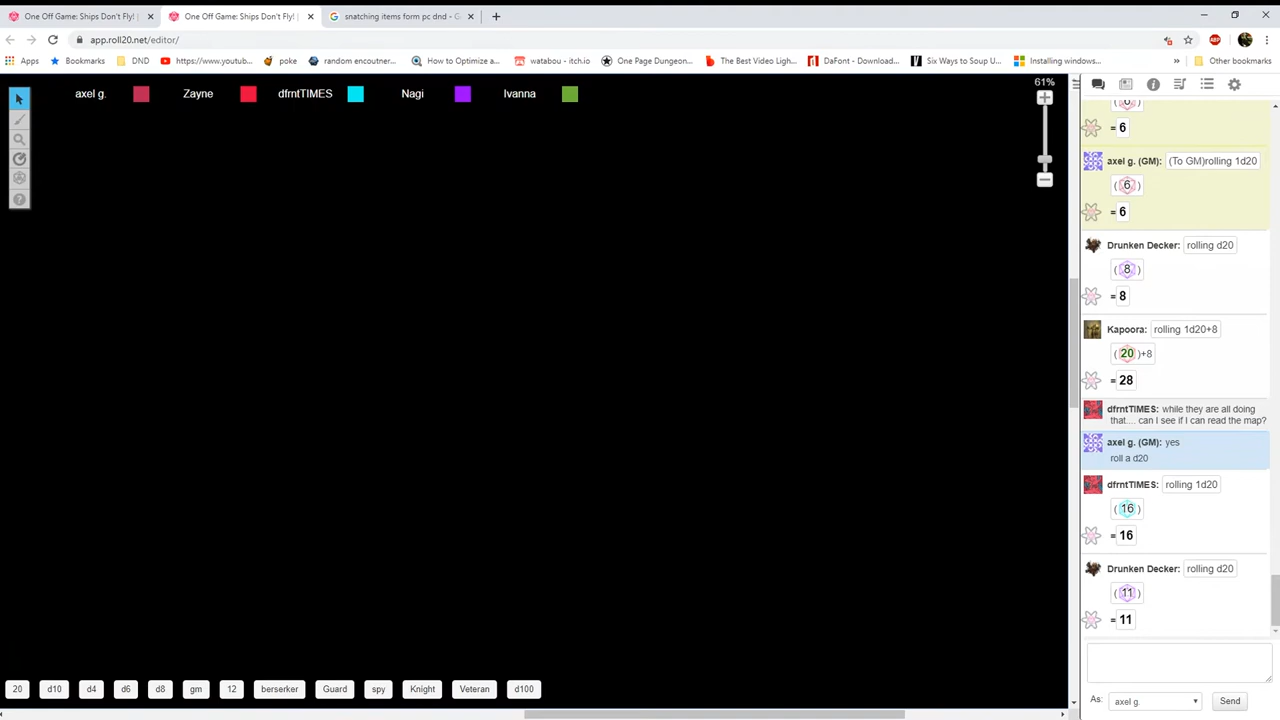 One Off Game: Ships Don't Fly! |
One Off Game: Ships Don't Fly! |
snatching items form pc dnd - G
app.roll20.net/editor/
ABP
Apps
Bookmarks
DND
https://www.youtub...
poke
random encoutner...
How to Optimize a...
watabou - itch.io
One Page Dungeon...
The Best Video Ligh...
DaFont - Download...
Six Ways to Soup U...
Installing windows...
»
Other bookmarks
axel g.
Zayne
dfrntTIMES
Nagi
Ivanna
61%
(6)
= 6
axel g. (GM): (To GM)rolling 1d20
(6)
= 6
Drunken Decker: rolling d20
(8)
= 8
Kapoora: rolling 1d20+8
(20)+8
= 28
dfrntTIMES: while they are all doing
that.... can I see if I can read the map?
axel g. (GM): yes
roll a d20
dfrntTIMES: rolling 1d20
(16)
= 16
Drunken Decker: rolling d20
(11)
= 11
20 d10 d4 d6 d8 gm 12 berserker Guard spy Knight Veteran d100
As: axel g. Send